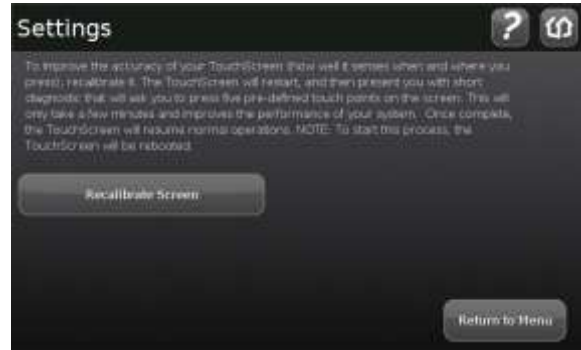 Settings
?
To improve the accuracy of your TouchScreen (how well it senses when and where you
press), recalibrate it. The TouchScreen will restart, and then present you with short
diagnostic that will ask you to press five pre-defined touch points on the screen. This will
only take a few minutes and improves the performance of your system. Once complete,
the TouchScreen will resume normal operations. NOTE: To start this process, the
TouchScreen will be rebooted.
Recalibrate Screen
Return to Menu